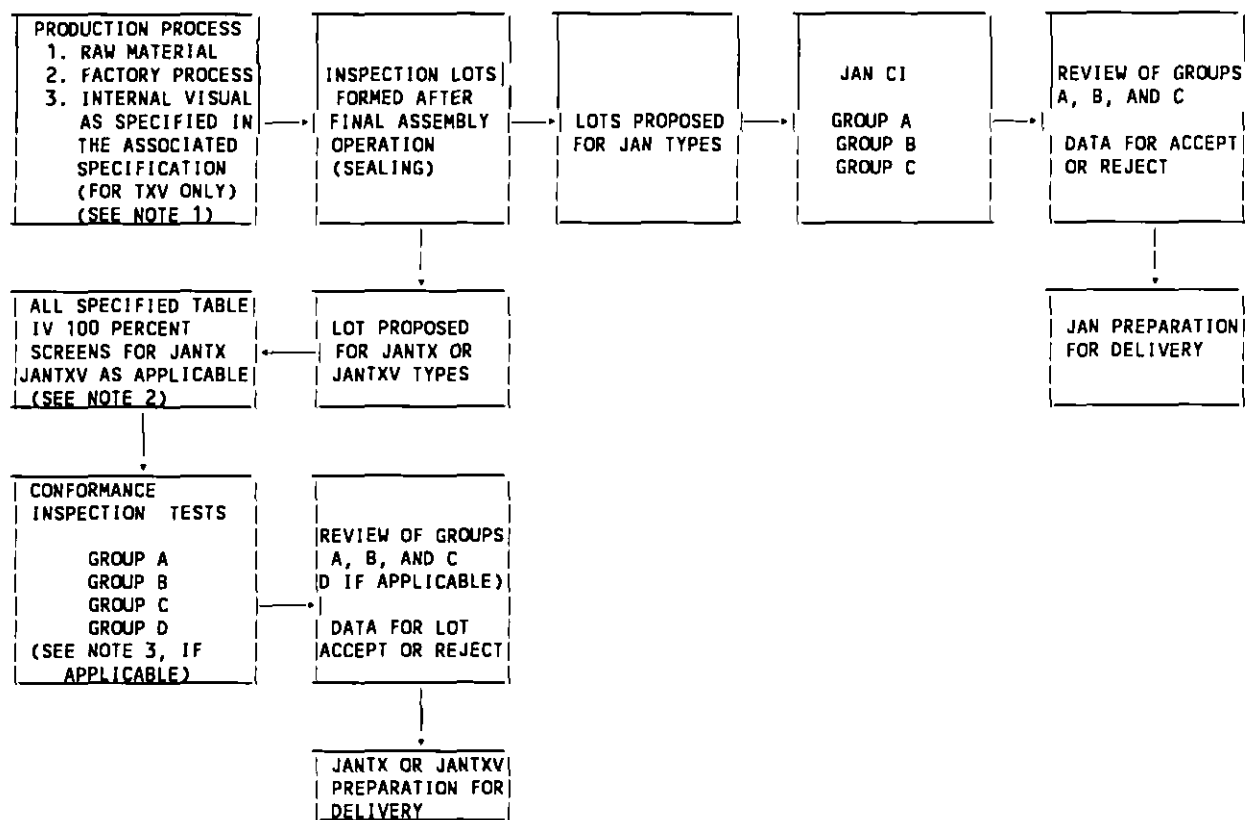 PRODUCTION PROCESS
1. RAW MATERIAL
2. FACTORY PROCESS
3. INTERNAL VISUAL
AS SPECIFIED IN
THE ASSOCIATED
SPECIFICATION
(FOR TXV ONLY)
(SEE NOTE 1)
INSPECTION LOTS
FORMED AFTER
FINAL ASSEMBLY
OPERATION
(SEALING)
LOTS PROPOSED
FOR JAN TYPES
JAN CI
GROUP A
GROUP B
GROUP C
REVIEW OF GROUPS
A, B, AND C
DATA FOR ACCEPT
OR REJECT
ALL SPECIFIED TABLE
IV 100 PERCENT
SCREENS FOR JANTX
JANTXV AS APPLICABLE
(SEE NOTE 2)
LOT PROPOSED
FOR JANTX OR
JANTXV TYPES
JAN PREPARATION
FOR DELIVERY
CONFORMANCE
INSPECTION TESTS
GROUP A
GROUP B
GROUP C
GROUP D
(SEE NOTE 3, IF
APPLICABLE)
REVIEW OF GROUPS
A, B, AND C
D IF APPLICABLE)
DATA FOR LOT
ACCEPT OR REJECT
JANTX OR JANTXV
PREPARATION FOR
DELIVERY